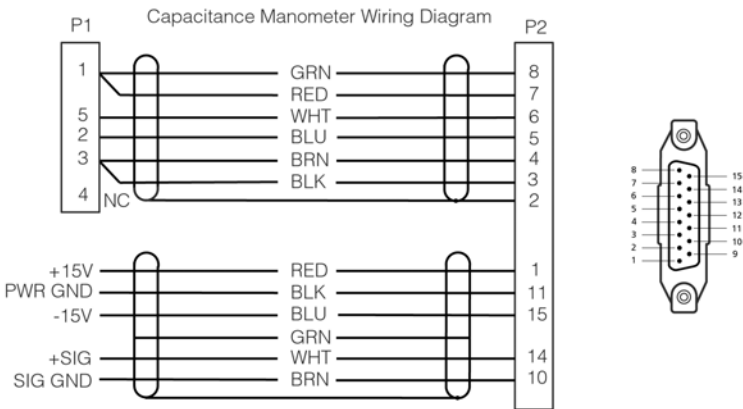 Capacitance Manometer Wiring Diagram
P1 P2
1 GRN 8
RED 7
5 WHT 6
2 BLU 5
3 BRN 4
BLK 3
4 NC 2
+15V RED 1
PWR GND BLK 11
-15V BLU 15
GRN
+SIG WHT 14
SIG GND BRN 10
8 15
7 14
6 13
5 12
4 11
3 10
2 9
1